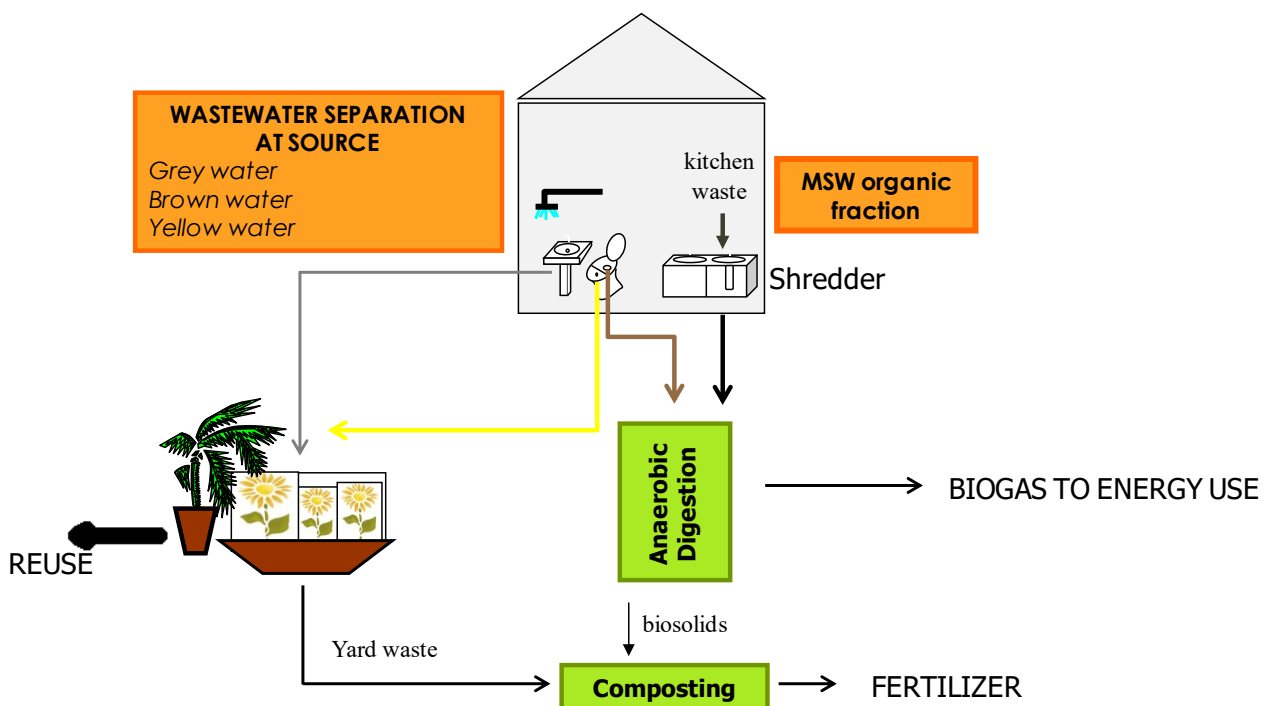 WASTEWATER SEPARATION
AT SOURCE
Grey water
Brown water
Yellow water
kitchen
waste
MSW organic
fraction
Shredder
Anaerobic
Digestion
BIOGAS TO ENERGY USE
REUSE
biosolids
Yard waste
Composting
FERTILIZER